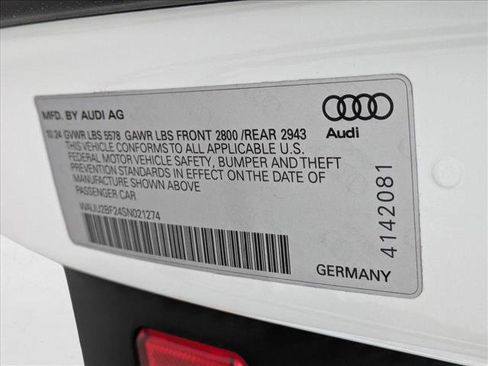 MFD. BY AUDI AG
10.24 GVWR LBS 5578 GAWR LBS FRONT 2800 /REAR 2943
THIS VEHICLE CONFORMS TO ALL APPLICABLE U.S.
FEDERAL MOTOR VEHICLE SAFETY, BUMPER AND THEFT
PREVENTION STANDARDS IN EFFECT ON THE DATE OF
MANUFACTURE SHOWN ABOVE
PASSENGER CAR
WAUU2BF24SN021274
Audi
4142081
GERMANY